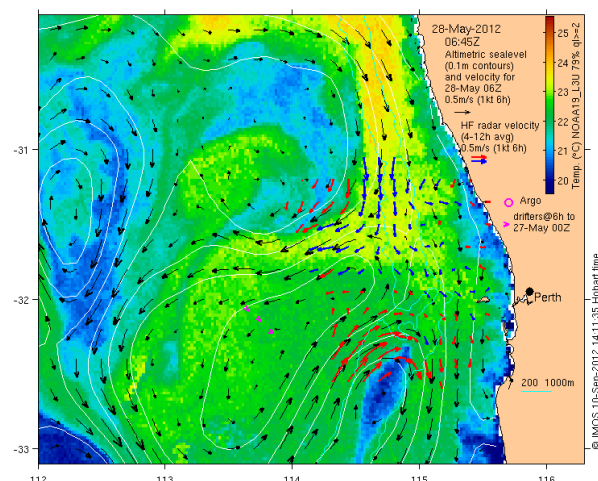 28-May-2012
06:45Z
Altimetric sealevel
(0.1m contours)
and velocity for
28-May 06Z
0.5m/s (1kt 6h)
HF radar velocity
(4-12h avg)
0.5m/s (1kt 6h)
Argo
drifters@6h to
27-May 00Z
Perth
200 1000m
25
24
23
22
21
20
Temp. (°C) NOAA19_L3U 79% ql>=2
-31
-32
-33
112
113
114
115
116
© IMOS 10-Sep-2012 14:11:35 Hobart time